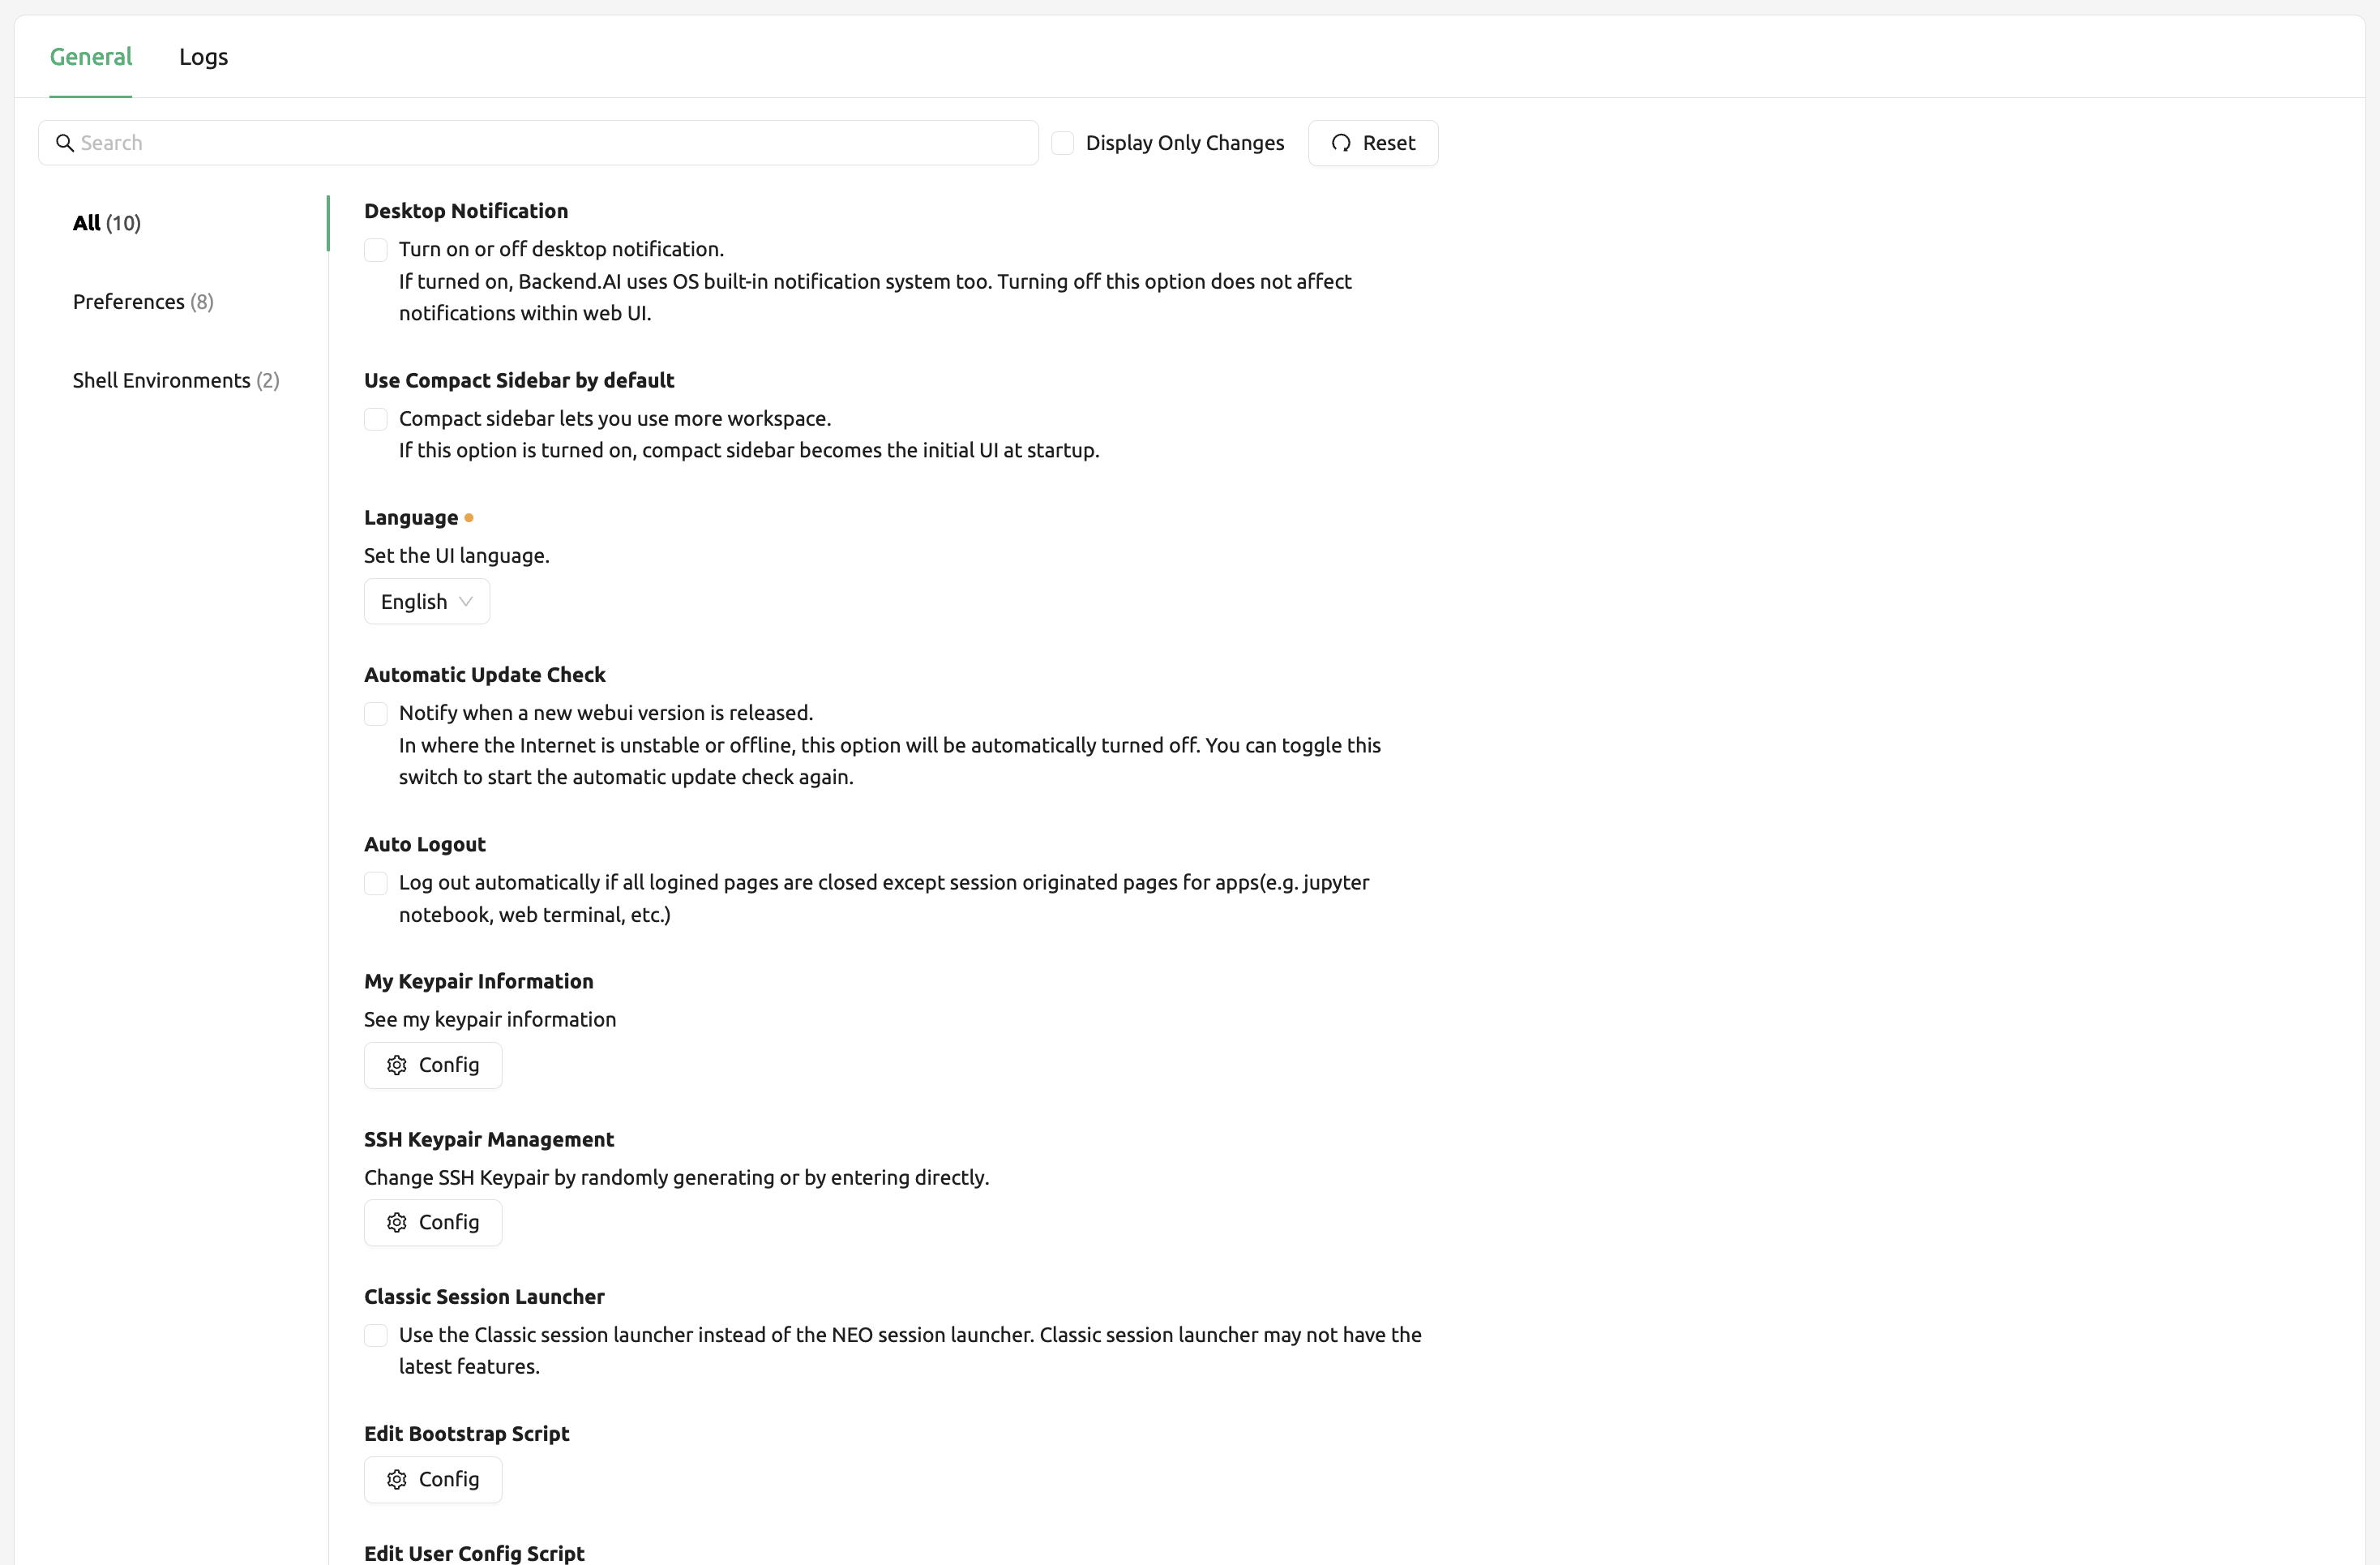 General
Logs
Search
Display Only Changes
Reset
All (10)
Preferences (8)
Shell Environments (2)
Desktop Notification
Turn on or off desktop notification.
If turned on, Backend.AI uses OS built-in notification system too. Turning off this option does not affect
notifications within web UI.
Use Compact Sidebar by default
Compact sidebar lets you use more workspace.
If this option is turned on, compact sidebar becomes the initial UI at startup.
Language
Set the UI language.
English
Automatic Update Check
Notify when a new webui version is released.
In where the Internet is unstable or offline, this option will be automatically turned off. You can toggle this
switch to start the automatic update check again.
Auto Logout
Log out automatically if all logined pages are closed except session originated pages for apps(e.g. jupyter
notebook, web terminal, etc.)
My Keypair Information
See my keypair information
Config
SSH Keypair Management
Change SSH Keypair by randomly generating or by entering directly.
Config
Classic Session Launcher
Use the Classic session launcher instead of the NEO session launcher. Classic session launcher may not have the
latest features.
Edit Bootstrap Script
Config
Edit User Config Script